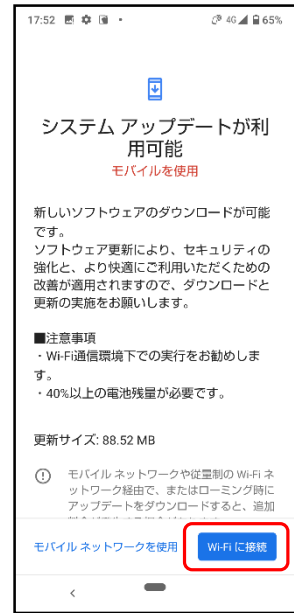 17:52 4G 65%
システム アップデートが利
用可能
モバイルを使用
新しいソフトウェアのダウンロードが可能
です。
ソフトウェア更新により、セキュリティの
強化と、より快適にご利用いただくための
改善が適用されますので、ダウンロードと
更新の実施をお願いします。
■注意事項
・Wi-Fi通信環境下での実行をお勧めしま
す。
・40%以上の電池残量が必要です。
更新サイズ: 88.52 MB
モバイル ネットワークや従量制の Wi-Fi ネ
ットワーク経由で、またはローミング時に
アップデートをダウンロードすると、追加
モバイル ネットワークを使用 Wi-Fi に接続